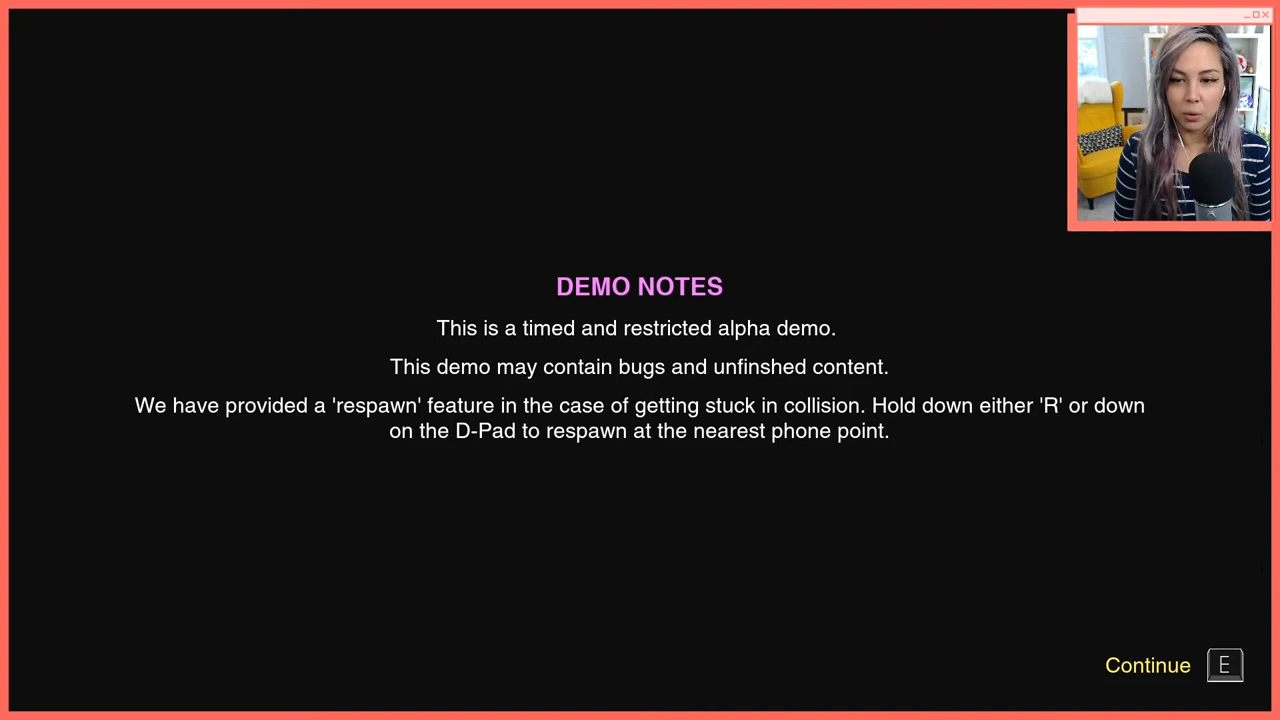 DEMO NOTES
This is a timed and restricted alpha demo.
This demo may contain bugs and unfinshed content.
We have provided a 'respawn' feature in the case of getting stuck in collision. Hold down either 'R' or down
on the D-Pad to respawn at the nearest phone point.
Continue E